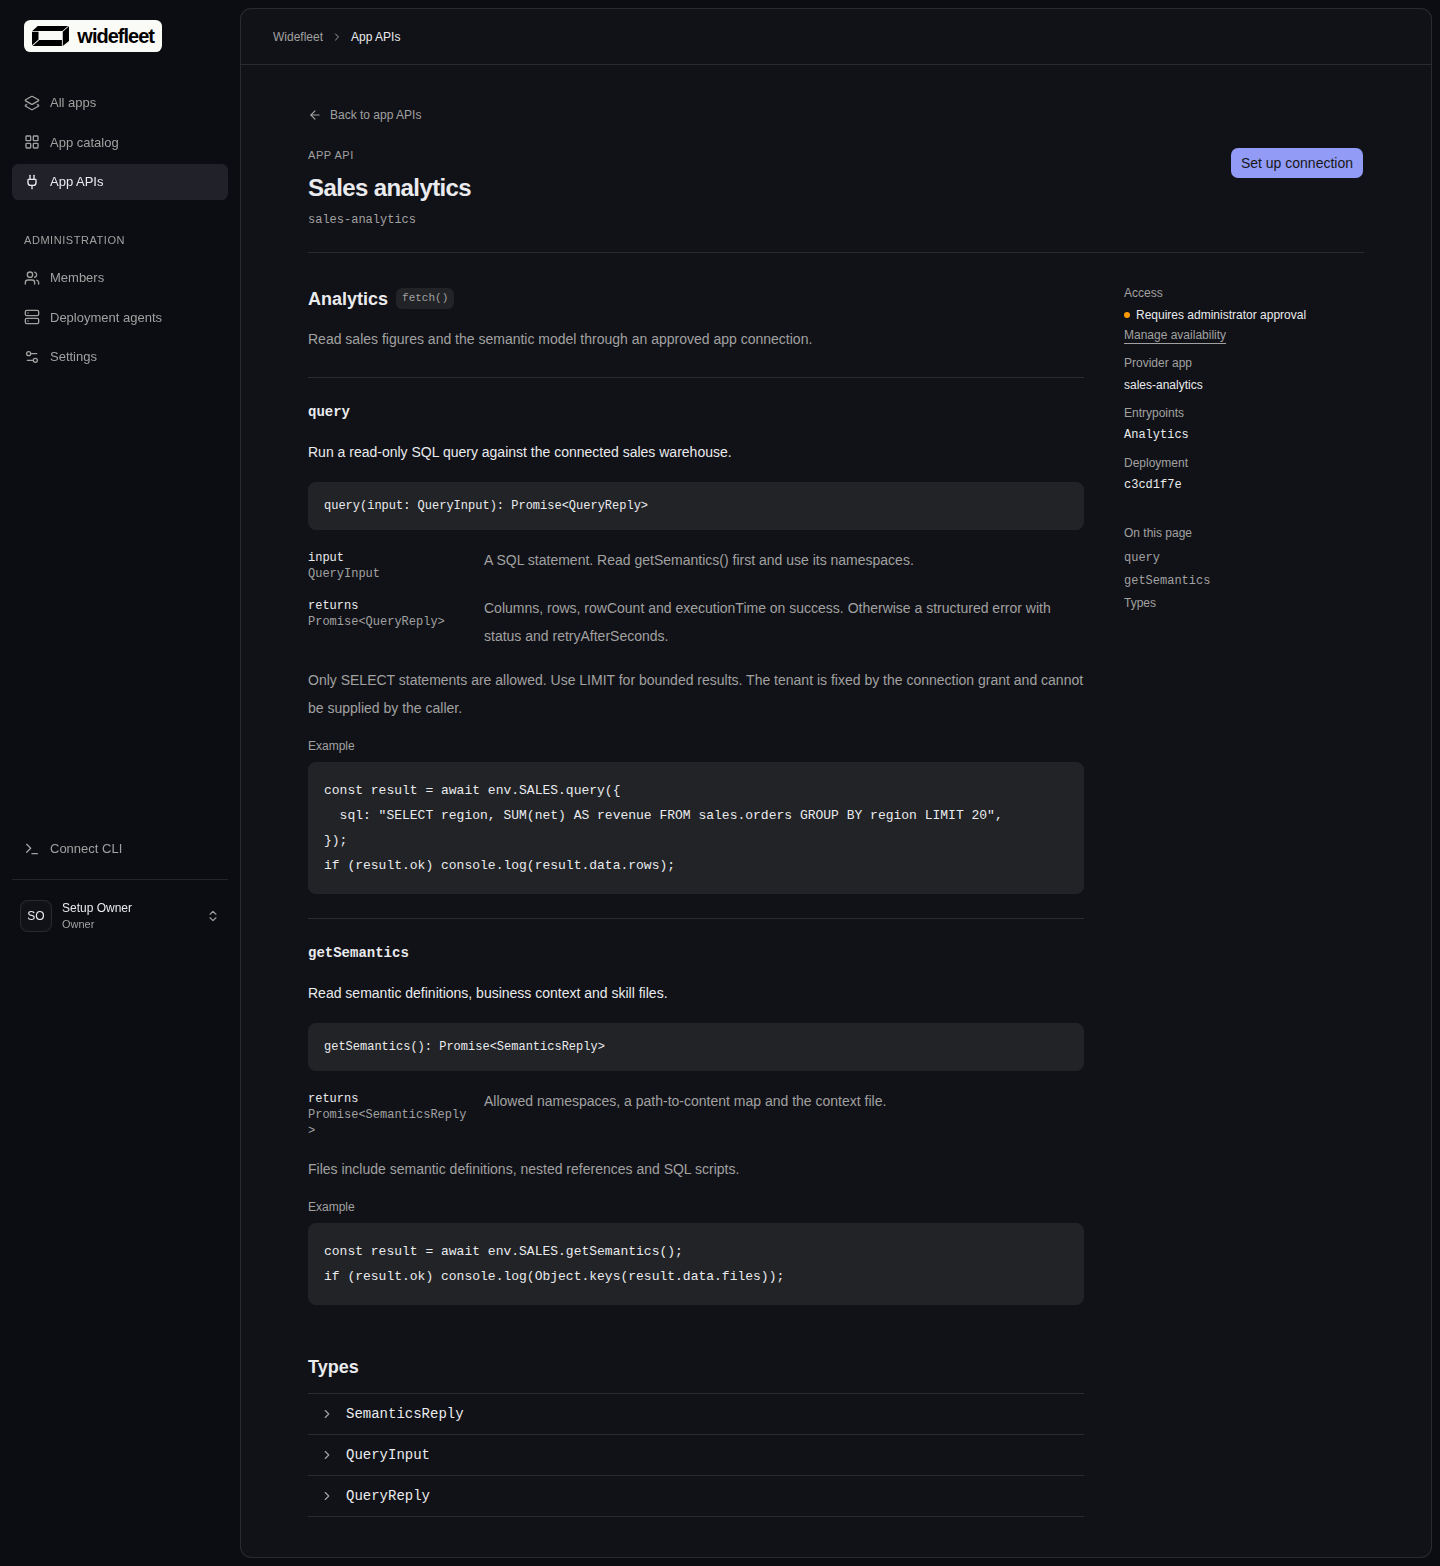 widefleet
All apps
App catalog
App APIs
ADMINISTRATION
Members
Deployment agents
Settings
Connect CLI
SO
Setup Owner
Owner
Widefleet
App APIs
Back to app APIs
APP API
Sales analytics
sales-analytics
Set up connection
Analytics fetch()
Read sales figures and the semantic model through an approved app connection.
query
Run a read-only SQL query against the connected sales warehouse.
query(input: QueryInput): Promise<QueryReply>
input
QueryInput
A SQL statement. Read getSemantics() first and use its namespaces.
returns
Promise<QueryReply>
Columns, rows, rowCount and executionTime on success. Otherwise a structured error with
status and retryAfterSeconds.
Only SELECT statements are allowed. Use LIMIT for bounded results. The tenant is fixed by the connection grant and cannot
be supplied by the caller.
Example
const result = await env.SALES.query({
  sql: "SELECT region, SUM(net) AS revenue FROM sales.orders GROUP BY region LIMIT 20",
});
if (result.ok) console.log(result.data.rows);
getSemantics
Read semantic definitions, business context and skill files.
getSemantics(): Promise<SemanticsReply>
returns
Promise<SemanticsReply
>
Allowed namespaces, a path-to-content map and the context file.
Files include semantic definitions, nested references and SQL scripts.
Example
const result = await env.SALES.getSemantics();
if (result.ok) console.log(Object.keys(result.data.files));
Types
SemanticsReply
QueryInput
QueryReply
Access
Requires administrator approval
Manage availability
Provider app
sales-analytics
Entrypoints
Analytics
Deployment
c3cd1f7e
On this page
query
getSemantics
Types